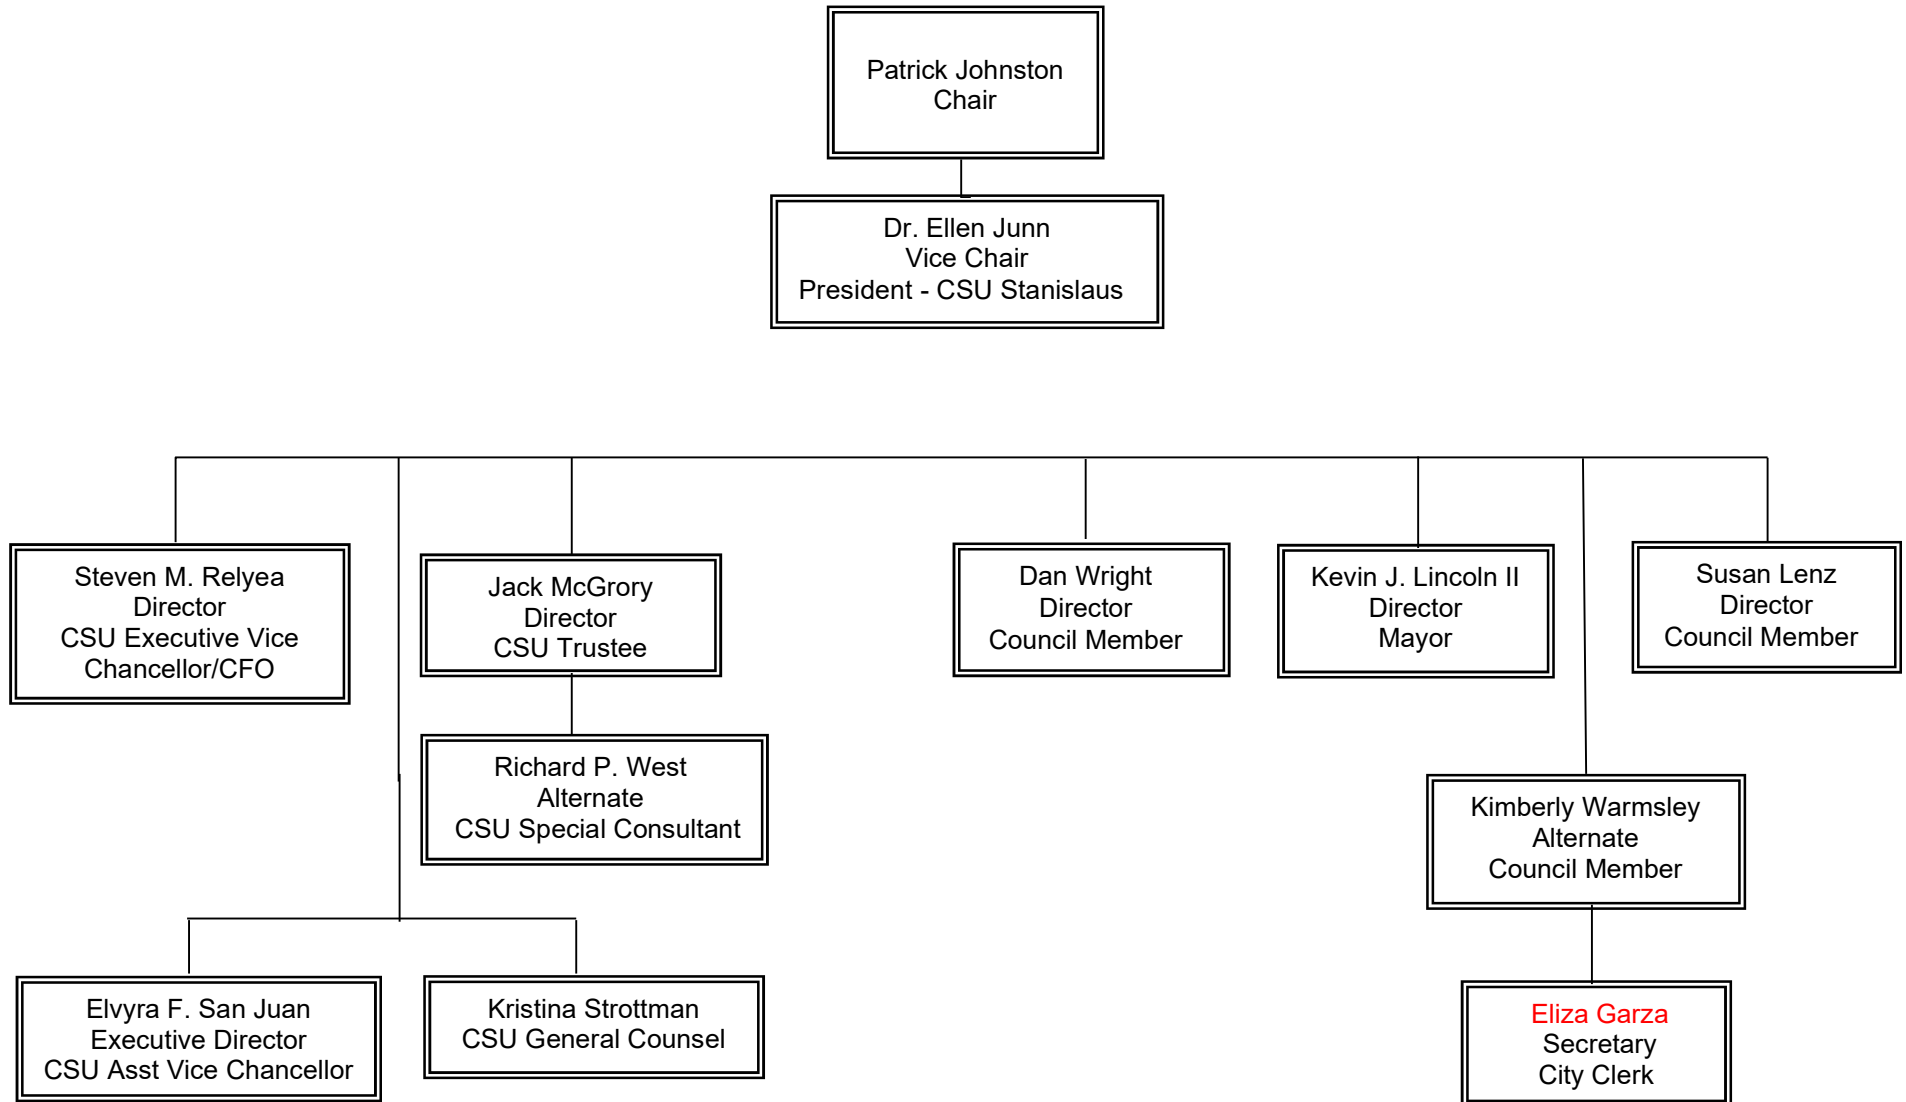 Patrick Johnston
Chair
Dr. Ellen Junn
Vice Chair
President - CSU Stanislaus
Steven M. Relyea
Director
CSU Executive Vice
Chancellor/CFO
Jack McGrory
Director
CSU Trustee
Dan Wright
Director
Council Member
Kevin J. Lincoln II
Director
Mayor
Susan Lenz
Director
Council Member
Richard P. West
Alternate
CSU Special Consultant
Kimberly Warmsley
Alternate
Council Member
Elvyra F. San Juan
Executive Director
CSU Asst Vice Chancellor
Kristina Strottman
CSU General Counsel
Eliza Garza
Secretary
City Clerk